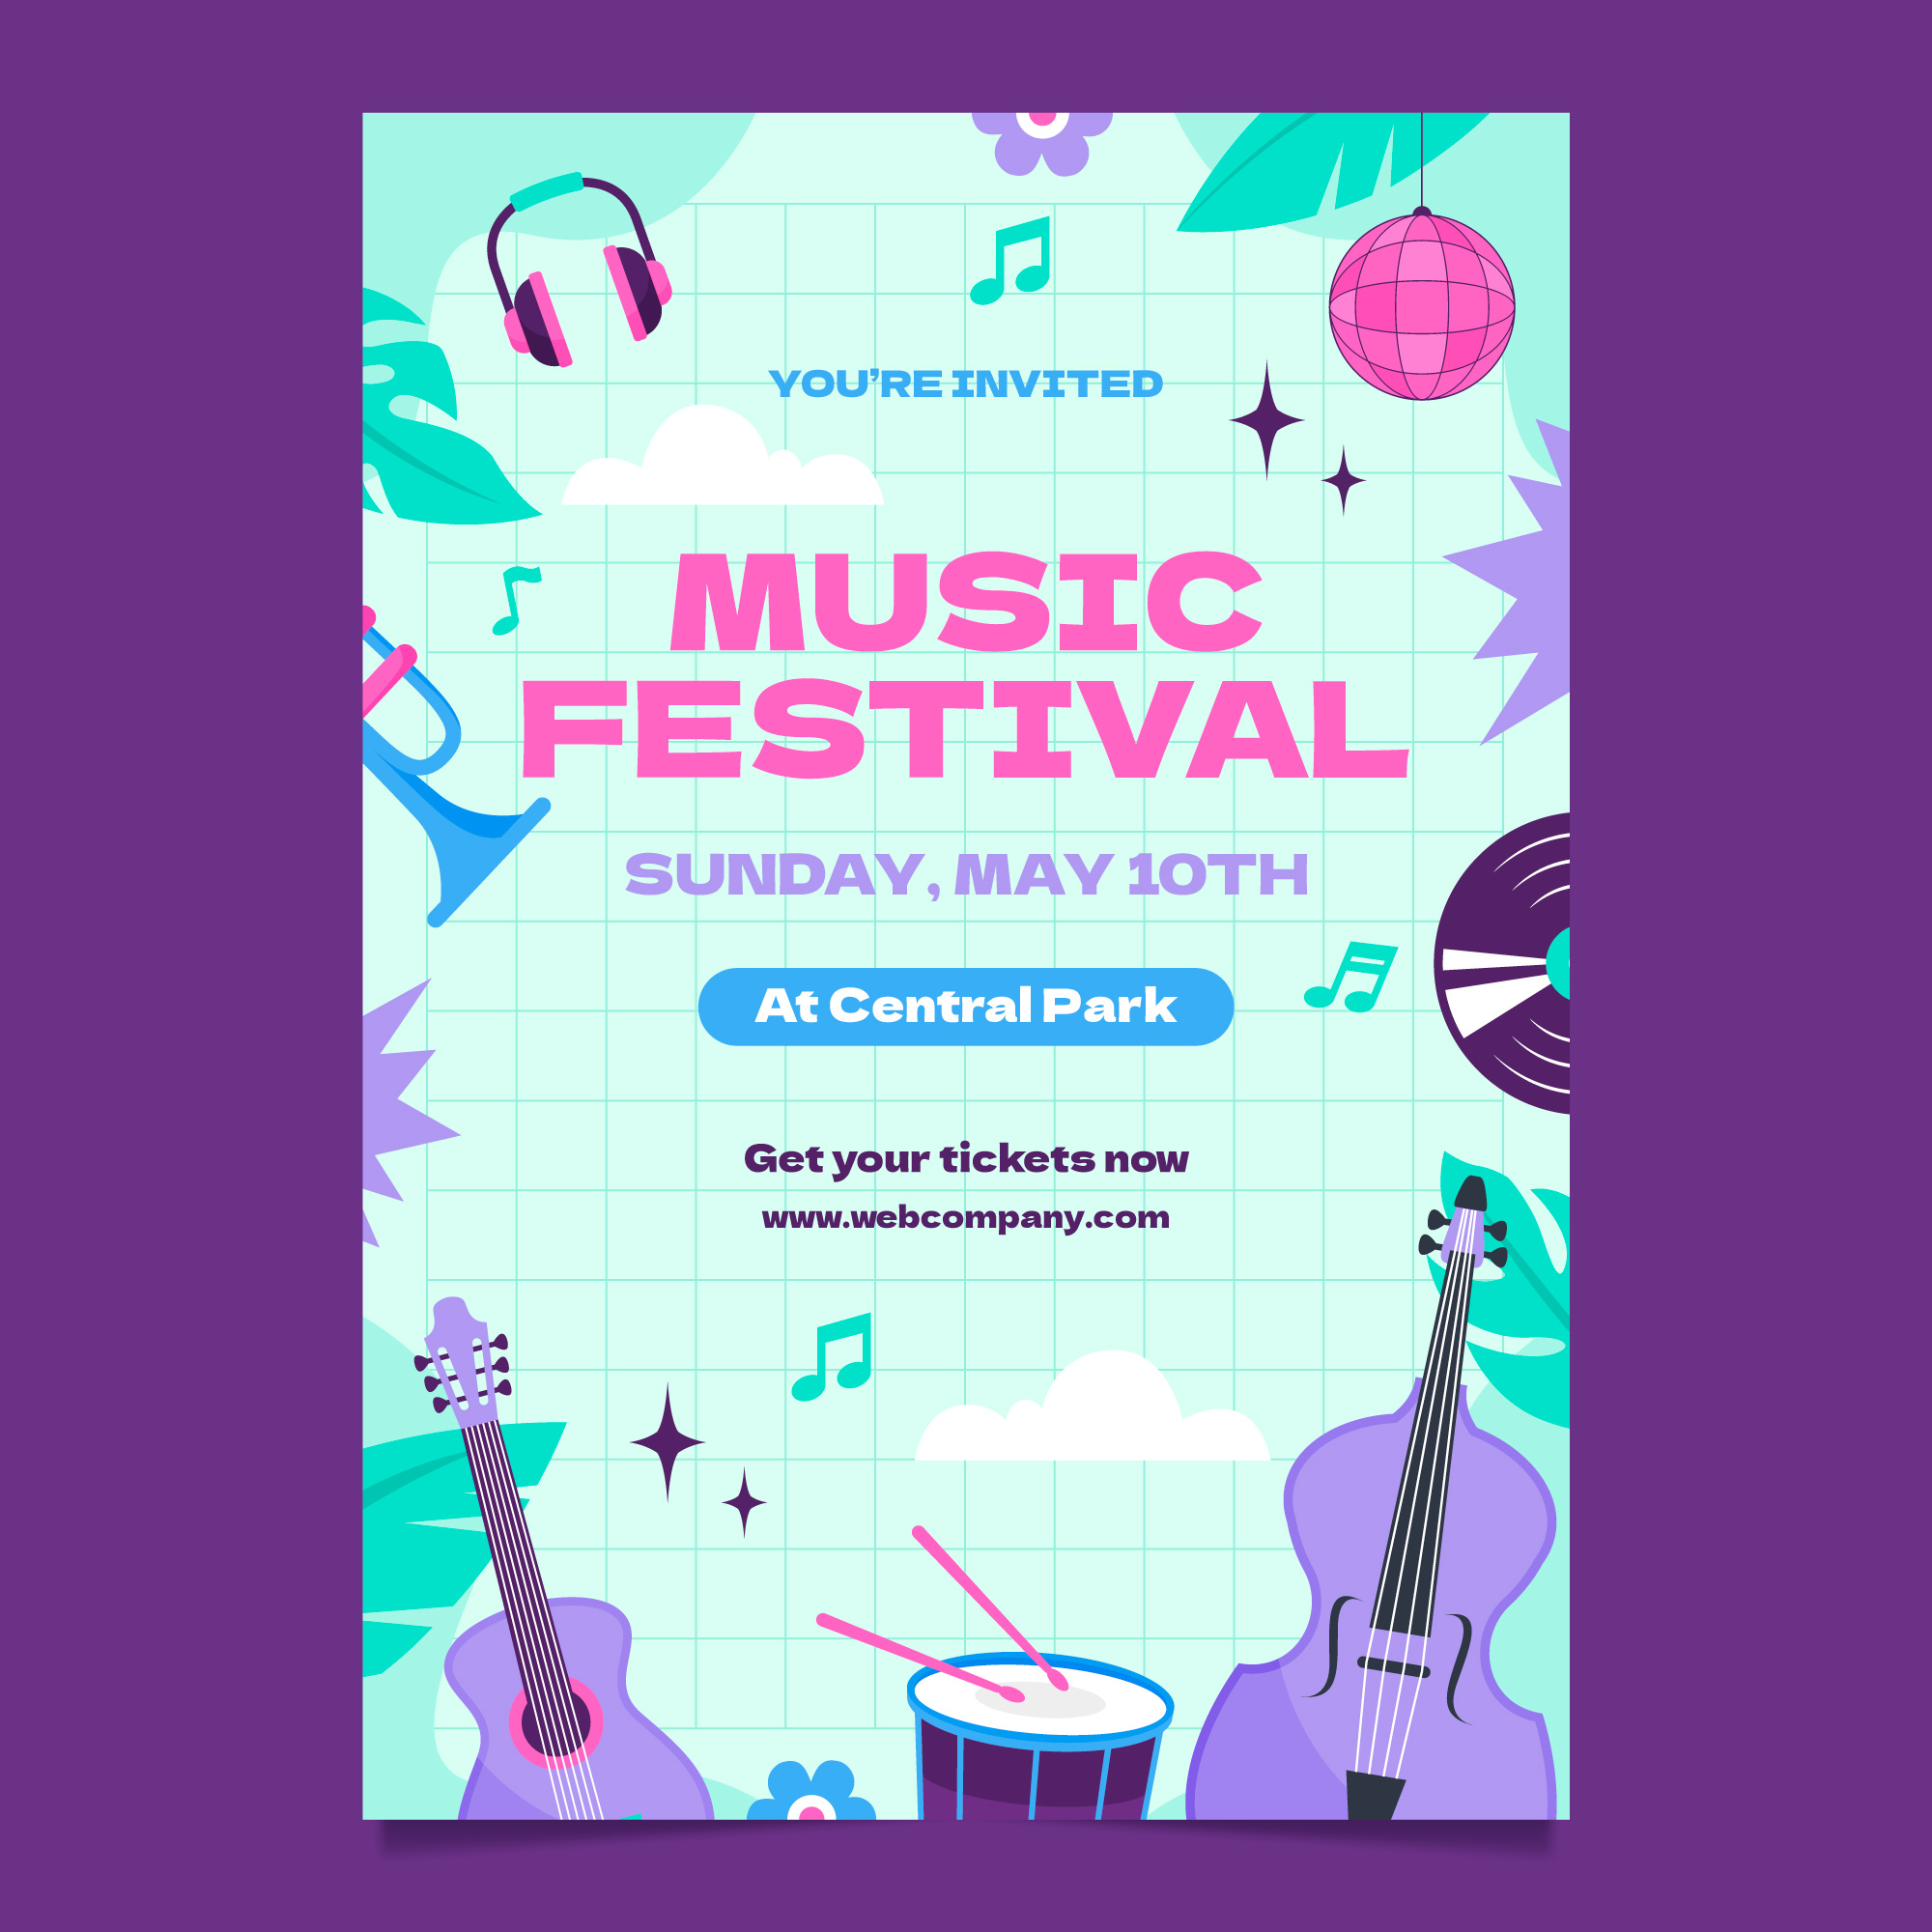 YOU'RE INVITED
MUSIC
FESTIVAL
SUNDAY, MAY 10TH
At Central Park
Get your tickets now
www.webcompany.com